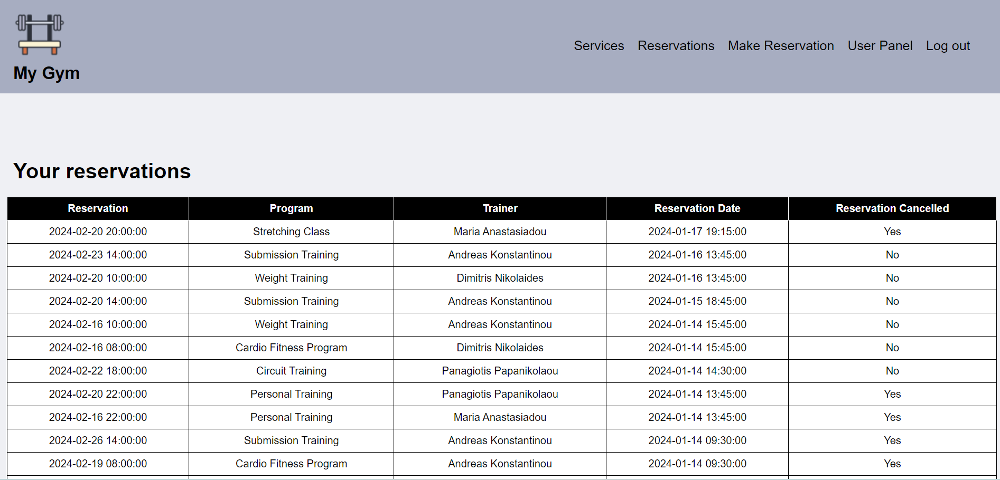 My Gym
Services Reservations Make Reservation User Panel Log out
Your reservations
Reservation Program Trainer Reservation Date Reservation Cancelled
2024-02-20 20:00:00 Stretching Class Maria Anastasiadou 2024-01-17 19:15:00 Yes
2024-02-23 14:00:00 Submission Training Andreas Konstantinou 2024-01-16 13:45:00 No
2024-02-20 10:00:00 Weight Training Dimitris Nikolaides 2024-01-16 13:45:00 No
2024-02-20 14:00:00 Submission Training Andreas Konstantinou 2024-01-15 18:45:00 No
2024-02-16 10:00:00 Weight Training Andreas Konstantinou 2024-01-14 15:45:00 No
2024-02-16 08:00:00 Cardio Fitness Program Dimitris Nikolaides 2024-01-14 15:45:00 No
2024-02-22 18:00:00 Circuit Training Panagiotis Papanikolaou 2024-01-14 14:30:00 No
2024-02-20 22:00:00 Personal Training Panagiotis Papanikolaou 2024-01-14 13:45:00 Yes
2024-02-16 22:00:00 Personal Training Maria Anastasiadou 2024-01-14 13:45:00 Yes
2024-02-26 14:00:00 Submission Training Andreas Konstantinou 2024-01-14 09:30:00 Yes
2024-02-19 08:00:00 Cardio Fitness Program Andreas Konstantinou 2024-01-14 09:30:00 Yes